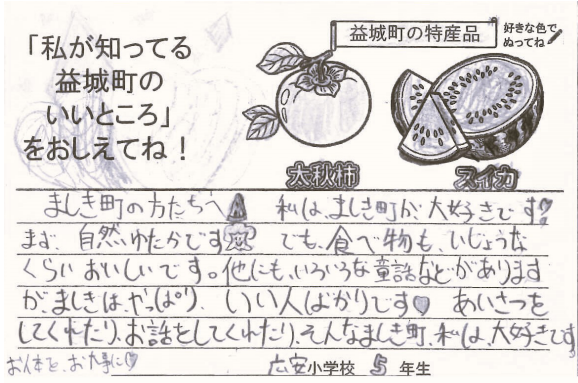 益城町の特産品
好きな色で
ぬってね
「私が知ってる
益城町の
いいところ」
をおしえてね！
太秋柿
スイカ
ましき町の方たちへ 私は、ましき町が、大好きです!
まず、自然ゆたかです でも、食べ物も、いじょうな
くらいおいしいです。他にも、いろいろな童話などがあります
が、ましきは、やっぱり、いい人ばかりです♡ あいさつを
してくれたり、お話をしてくれたり、そんなましき町、私は、大好きです
お体を、お大事に♡
広安小学校 5 年生